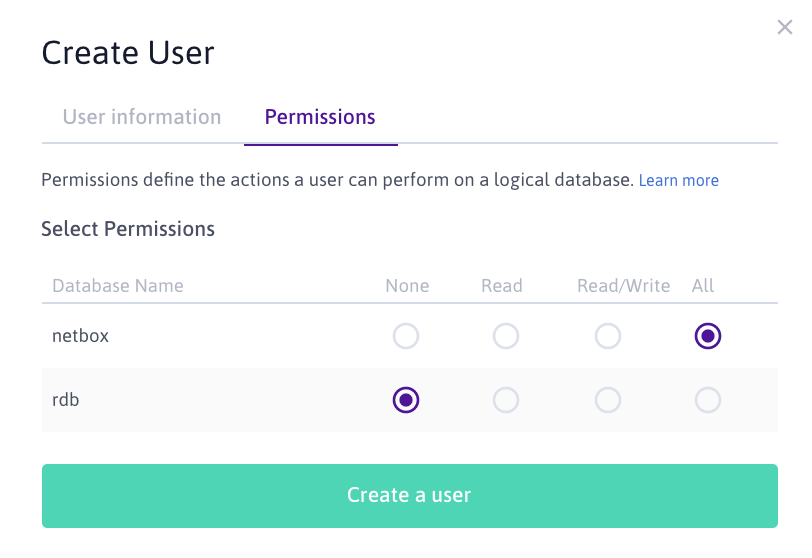 Create User
User information Permissions
Permissions define the actions a user can perform on a logical database. Learn more
Select Permissions
Database Name None Read Read/Write All
netbox
rdb
Create a user